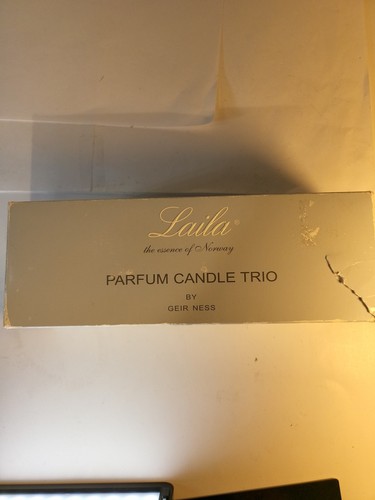 Laila®
the essence of Norway
PARFUM CANDLE TRIO
BY
GEIR NESS